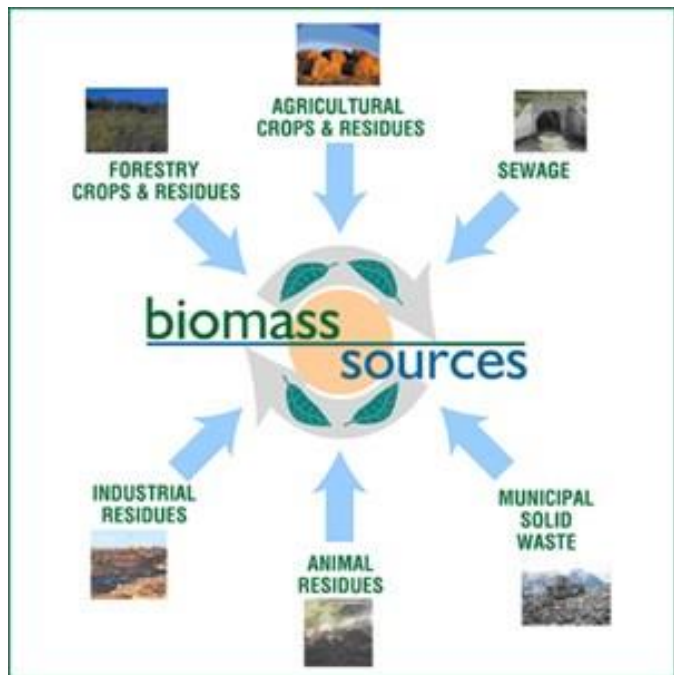 AGRICULTURAL
CROPS & RESIDUES
FORESTRY
CROPS & RESIDUES
SEWAGE
biomass
sources
INDUSTRIAL
RESIDUES
ANIMAL
RESIDUES
MUNICIPAL
SOLID
WASTE